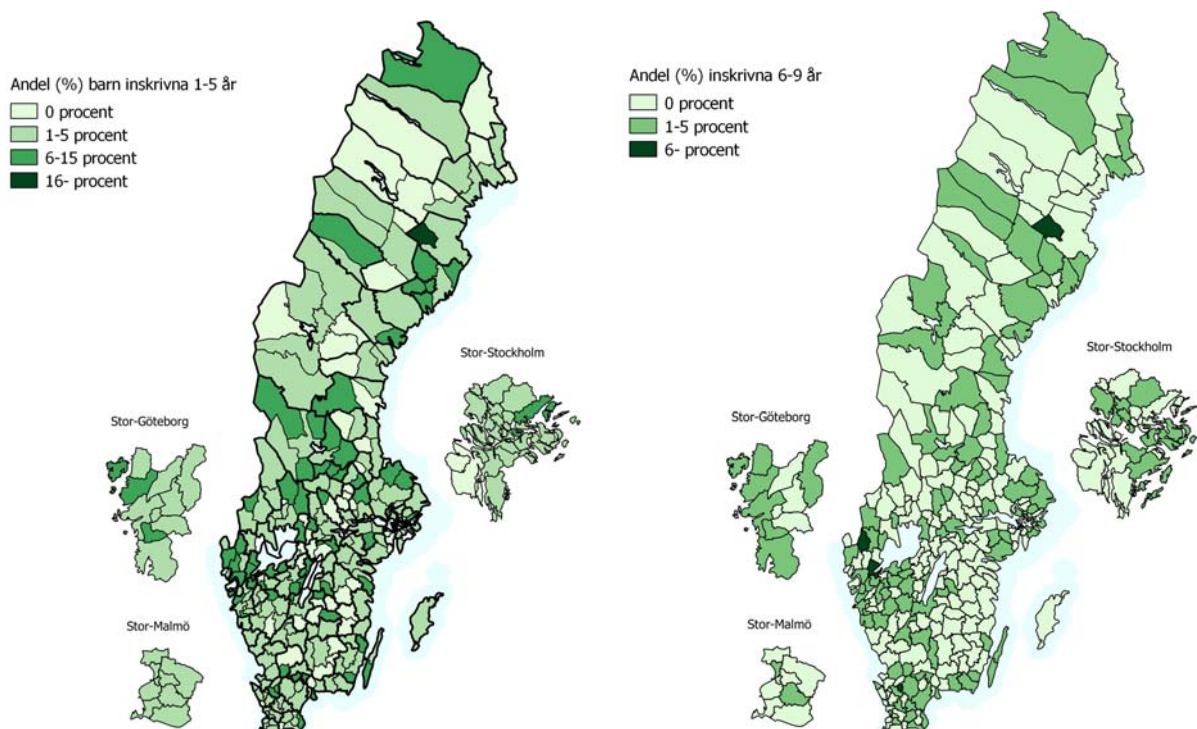 Andel (%) barn inskrivna 1-5 år
0 procent
1-5 procent
6-15 procent
16- procent
Stor-Göteborg
Stor-Malmö
Stor-Stockholm
Andel (%) inskrivna 6-9 år
0 procent
1-5 procent
6- procent
Stor-Göteborg
Stor-Malmö
Stor-Stockholm